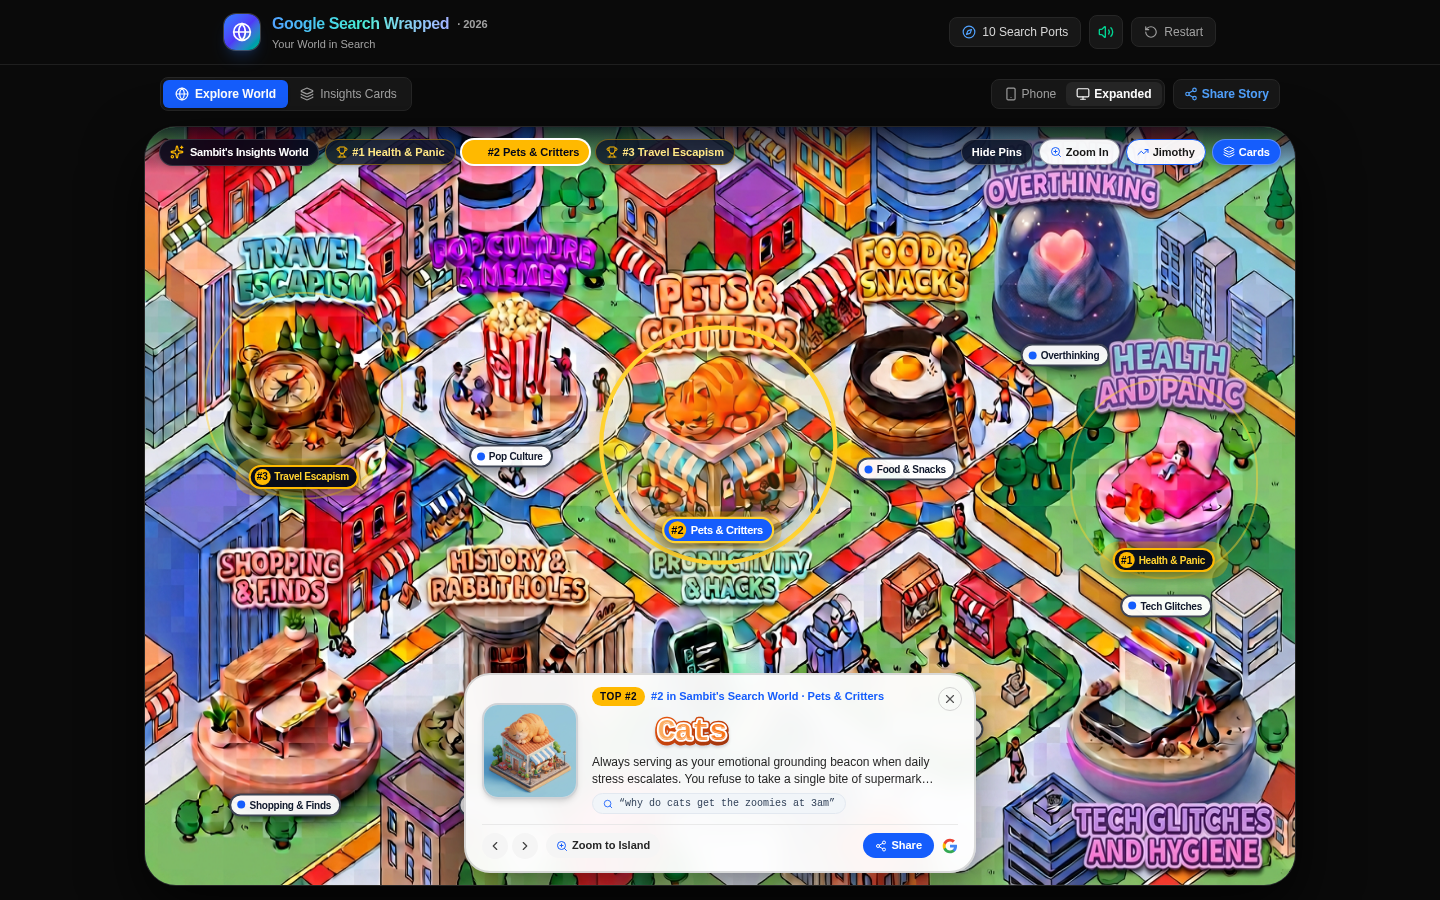 Google Search Wrapped · 2026
Your World in Search
10 Search Ports
Restart
Explore World
Insights Cards
Phone
Expanded
Share Story
Sambit's Insights World
#1 Health & Panic
#2 Pets & Critters
#3 Travel Escapism
Hide Pins
Zoom In
Jimothy
Cards
OVERTHINKING
TRAVEL
ESCAPISM
POP CULTURE
& MEMES
PETS &
CRITTERS
FOOD &
SNACKS
Overthinking
HEALTH
AND PANIC
Pop Culture
Food & Snacks
#3 Travel Escapism
#2 Pets & Critters
#1 Health & Panic
SHOPPING
& FINDS
HISTORY &
RABBIT HOLES
PRODUCTIVITY
& HACKS
Tech Glitches
TOP #2
#2 in Sambit's Search World · Pets & Critters
Cats
Always serving as your emotional grounding beacon when daily
stress escalates. You refuse to take a single bite of supermark…
“why do cats get the zoomies at 3am”
Shopping & Finds
Zoom to Island
Share
G
TECH GLITCHES
AND HYGIENE